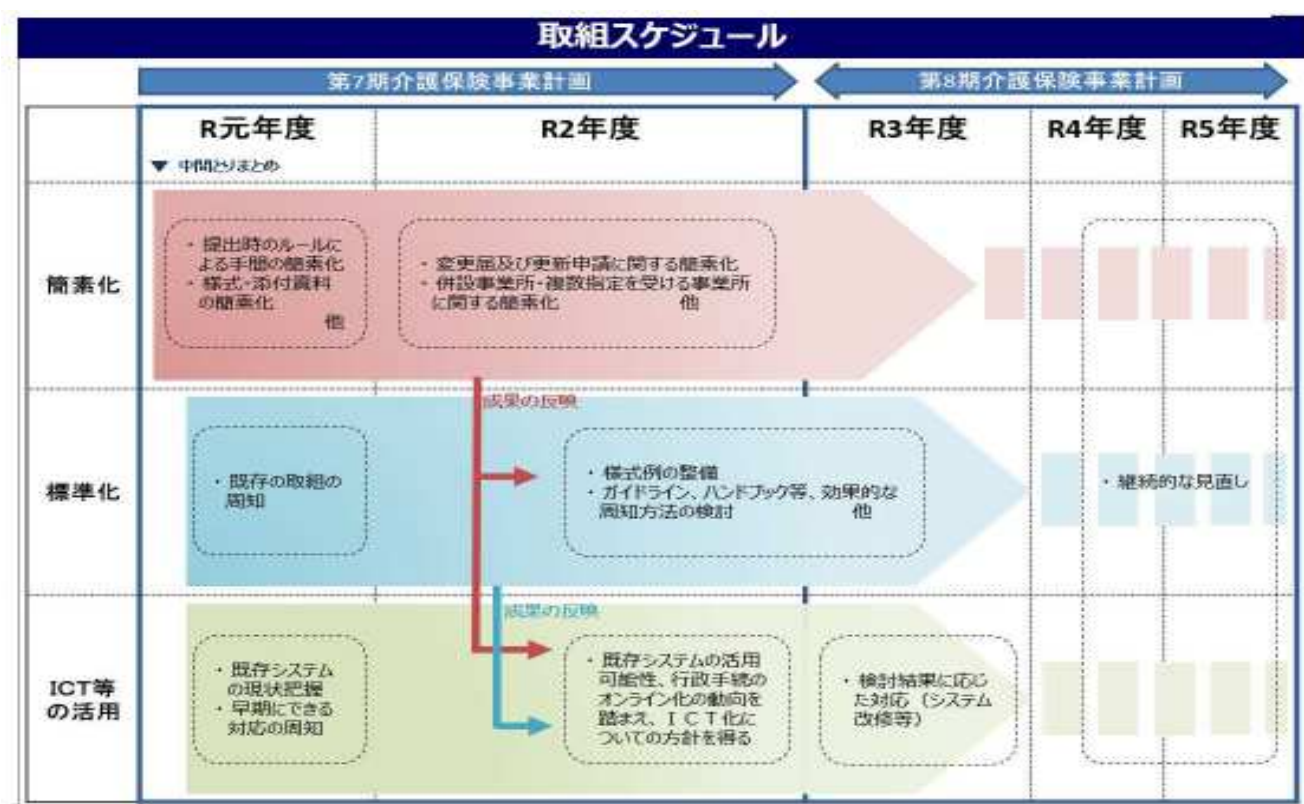 取組スケジュール
第7期介護保険事業計画
第8期介護保険事業計画
R元年度
R2年度
R3年度
R4年度
R5年度
▼ 中間とりまとめ
簡素化
・提出時のルールに
よる手間の簡素化
・様式・添付資料
の簡素化
他
・変更届及び更新申請に関する簡素化
・併設事業所・複数指定を受ける事業所
に関する簡素化 他
成果の反映
標準化
・既存の取組の
周知
・様式例の整備
・ガイドライン、ハンドブック等、効果的な
周知方法の検討 他
・継続的な見直し
成果の反映
ICT等
の活用
・既存システム
の現状把握
・早期にできる
対応の周知
・既存システムの活用
可能性、行政手続の
オンライン化の動向を
踏まえ、ICT化に
ついての方針を得る
・検討結果に応じ
た対応(システム
改修等)